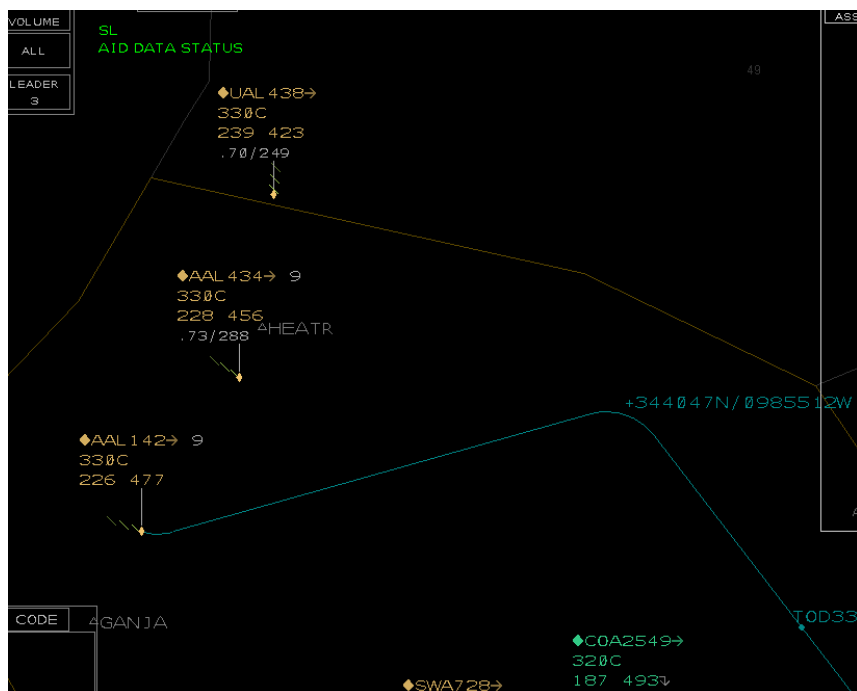 VOLUME
ALL
LEADER
3
SL
AID DATA STATUS
ASS
49
◆UAL438→
330C
239 423
.70/249
◆AAL434→ 9
330C
228 456
.73/288
HEATR
+344047N/0985512W
◆AAL142→ 9
330C
226 477
A
CODE
GANJA
TOD33
◆COA2549→
320C
187 493
◆SWA728→